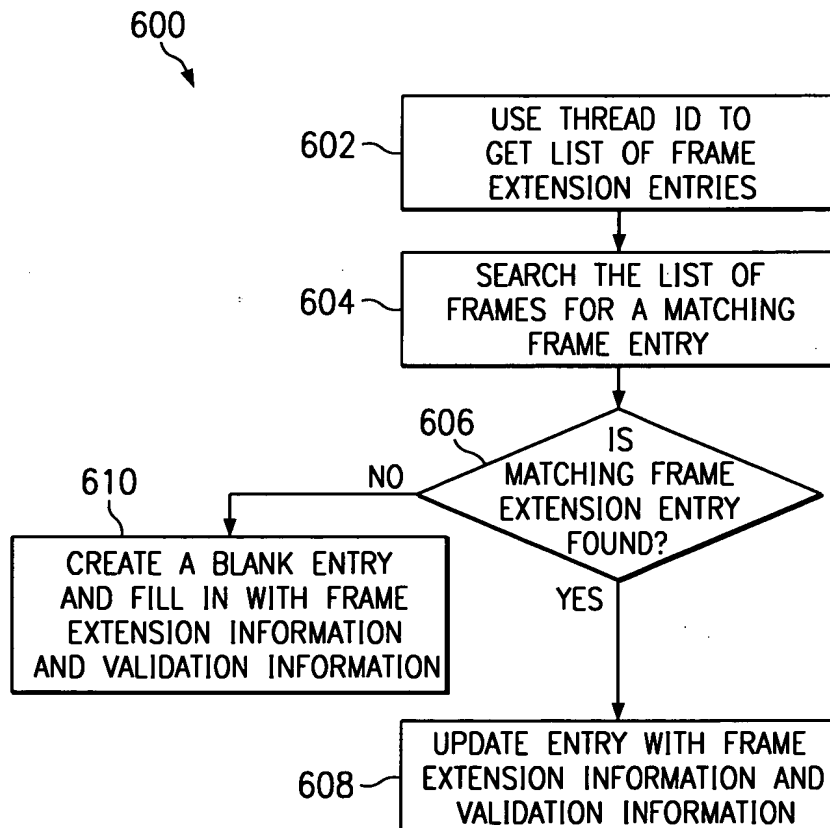 600
602
USE THREAD ID TO
GET LIST OF FRAME
EXTENSION ENTRIES
604
SEARCH THE LIST OF
FRAMES FOR A MATCHING
FRAME ENTRY
606
IS
MATCHING FRAME
EXTENSION ENTRY
FOUND?
NO
YES
610
CREATE A BLANK ENTRY
AND FILL IN WITH FRAME
EXTENSION INFORMATION
AND VALIDATION INFORMATION
608
UPDATE ENTRY WITH FRAME
EXTENSION INFORMATION AND
VALIDATION INFORMATION